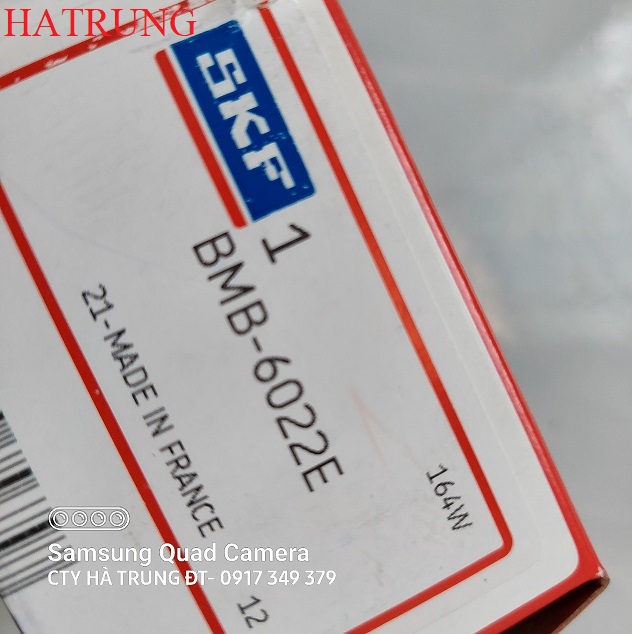 HATRUNG
SKF
1
BMB-6022E
21-MADE IN FRANCE
164W
12
Samsung Quad Camera
CTY HÀ TRUNG ĐT- 0917 349 379